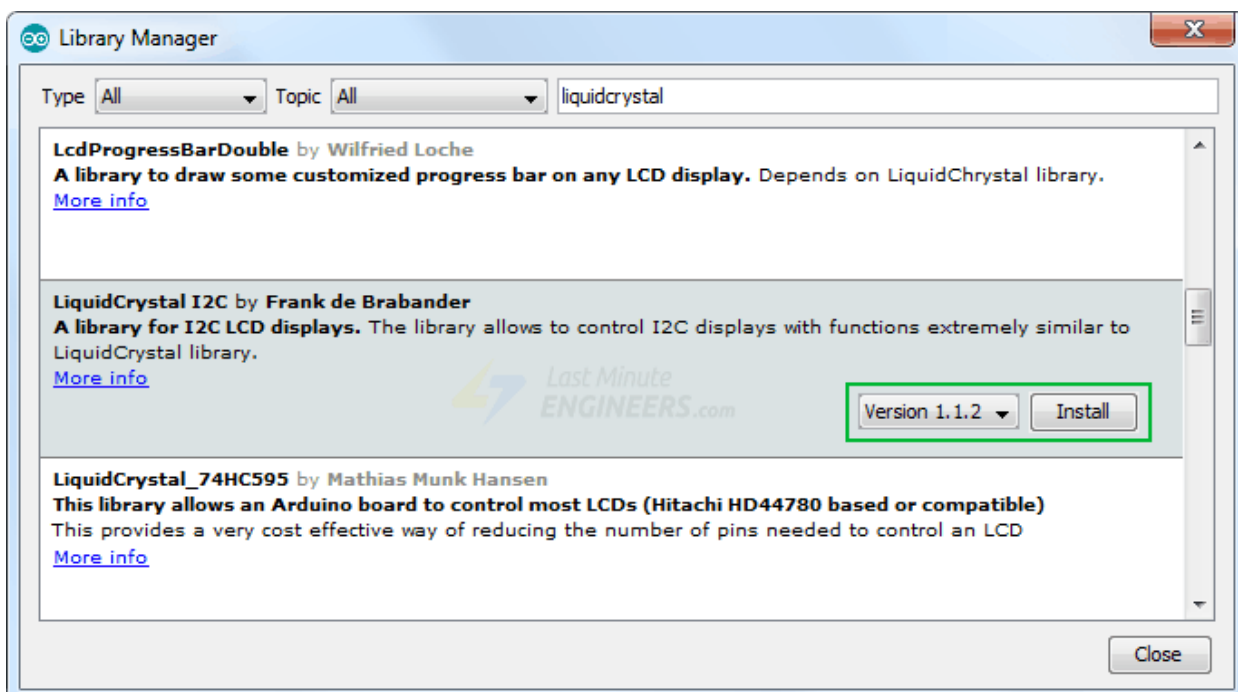 Library Manager
Type All Topic All liquidcrystal
LcdProgressBarDouble by Wilfried Loche
A library to draw some customized progress bar on any LCD display. Depends on LiquidChrystal library.
More info
LiquidCrystal I2C by Frank de Brabander
A library for I2C LCD displays. The library allows to control I2C displays with functions extremely similar to
LiquidCrystal library.
More info
Last Minute
ENGINEERS.com
Version 1.1.2 Install
LiquidCrystal_74HC595 by Mathias Munk Hansen
This library allows an Arduino board to control most LCDs (Hitachi HD44780 based or compatible)
This provides a very cost effective way of reducing the number of pins needed to control an LCD
More info
Close